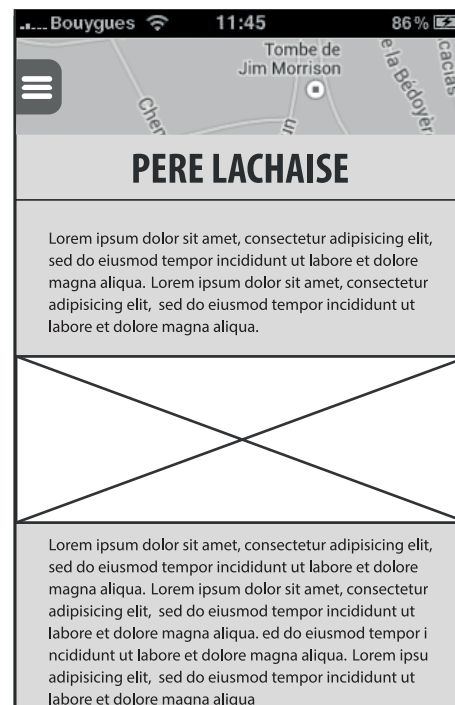 Bouygues 11:45 86%
Tombe de
Jim Morrison
e la Bédoyère
cacias
Chem
un
PERE LACHAISE
Lorem ipsum dolor sit amet, consectetur adipisicing elit,
sed do eiusmod tempor incididunt ut labore et dolore
magna aliqua. Lorem ipsum dolor sit amet, consectetur
adipisicing elit, sed do eiusmod tempor incididunt ut
labore et dolore magna aliqua.
Lorem ipsum dolor sit amet, consectetur adipisicing elit,
sed do eiusmod tempor incididunt ut labore et dolore
magna aliqua. Lorem ipsum dolor sit amet, consectetur
adipisicing elit, sed do eiusmod tempor incididunt ut
labore et dolore magna aliqua. ed do eiusmod tempor i
ncididunt ut labore et dolore magna aliqua. Lorem ipsu
adipisicing elit, sed do eiusmod tempor incididunt ut
labore et dolore magna aliqua